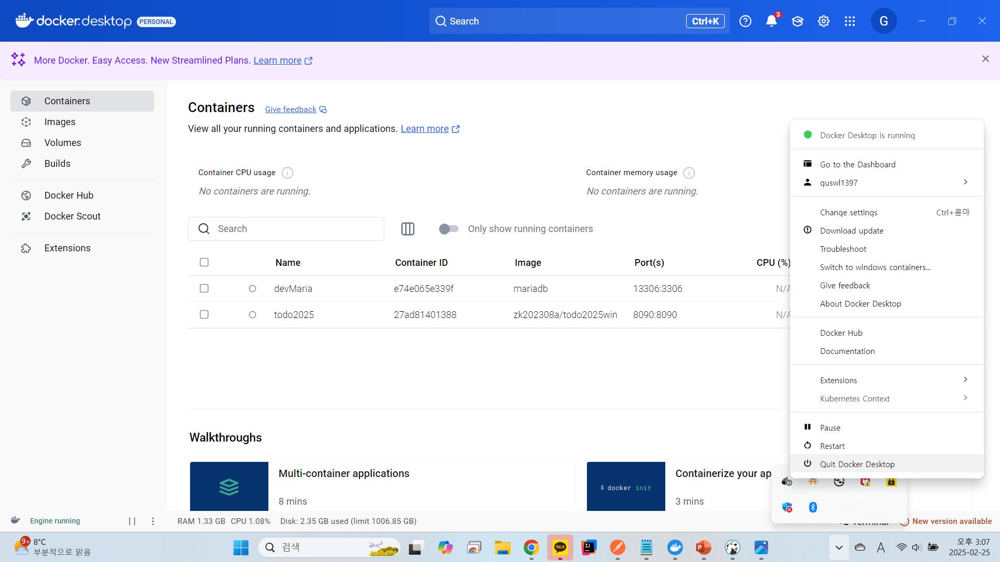 docker.desktop PERSONAL
Search Ctrl+K
3
G
More Docker. Easy Access. New Streamlined Plans. Learn more
Containers
Images
Volumes
Builds
Docker Hub
Docker Scout
Extensions
Containers Give feedback
View all your running containers and applications. Learn more
Container CPU usage
No containers are running.
Container memory usage
No containers are running.
Search
Only show running containers
Name Container ID Image Port(s) CPU (%)
devMaria e74e065e339f mariadb 13306:3306 N/A
todo2025 27ad81401388 zk202308a/todo2025win 8090:8090 N/A
Walkthroughs
Multi-container applications
8 mins
$ docker init
Containerize your ap
3 mins
Docker Desktop is running
Go to the Dashboard
guswl1397
Change settings Ctrl+콤마
Download update
Troubleshoot
Switch to windows containers...
Give feedback
About Docker Desktop
Docker Hub
Documentation
Extensions
Kubernetes Context
Pause
Restart
Quit Docker Desktop
Engine running
RAM 1.33 GB CPU 1.08% Disk: 2.35 GB used (limit 1006.85 GB)
Terminal
New version available
9+
8°C
부분적으로 맑음
검색
TALK
IJ
P
A
오후 3:07
2025-02-25